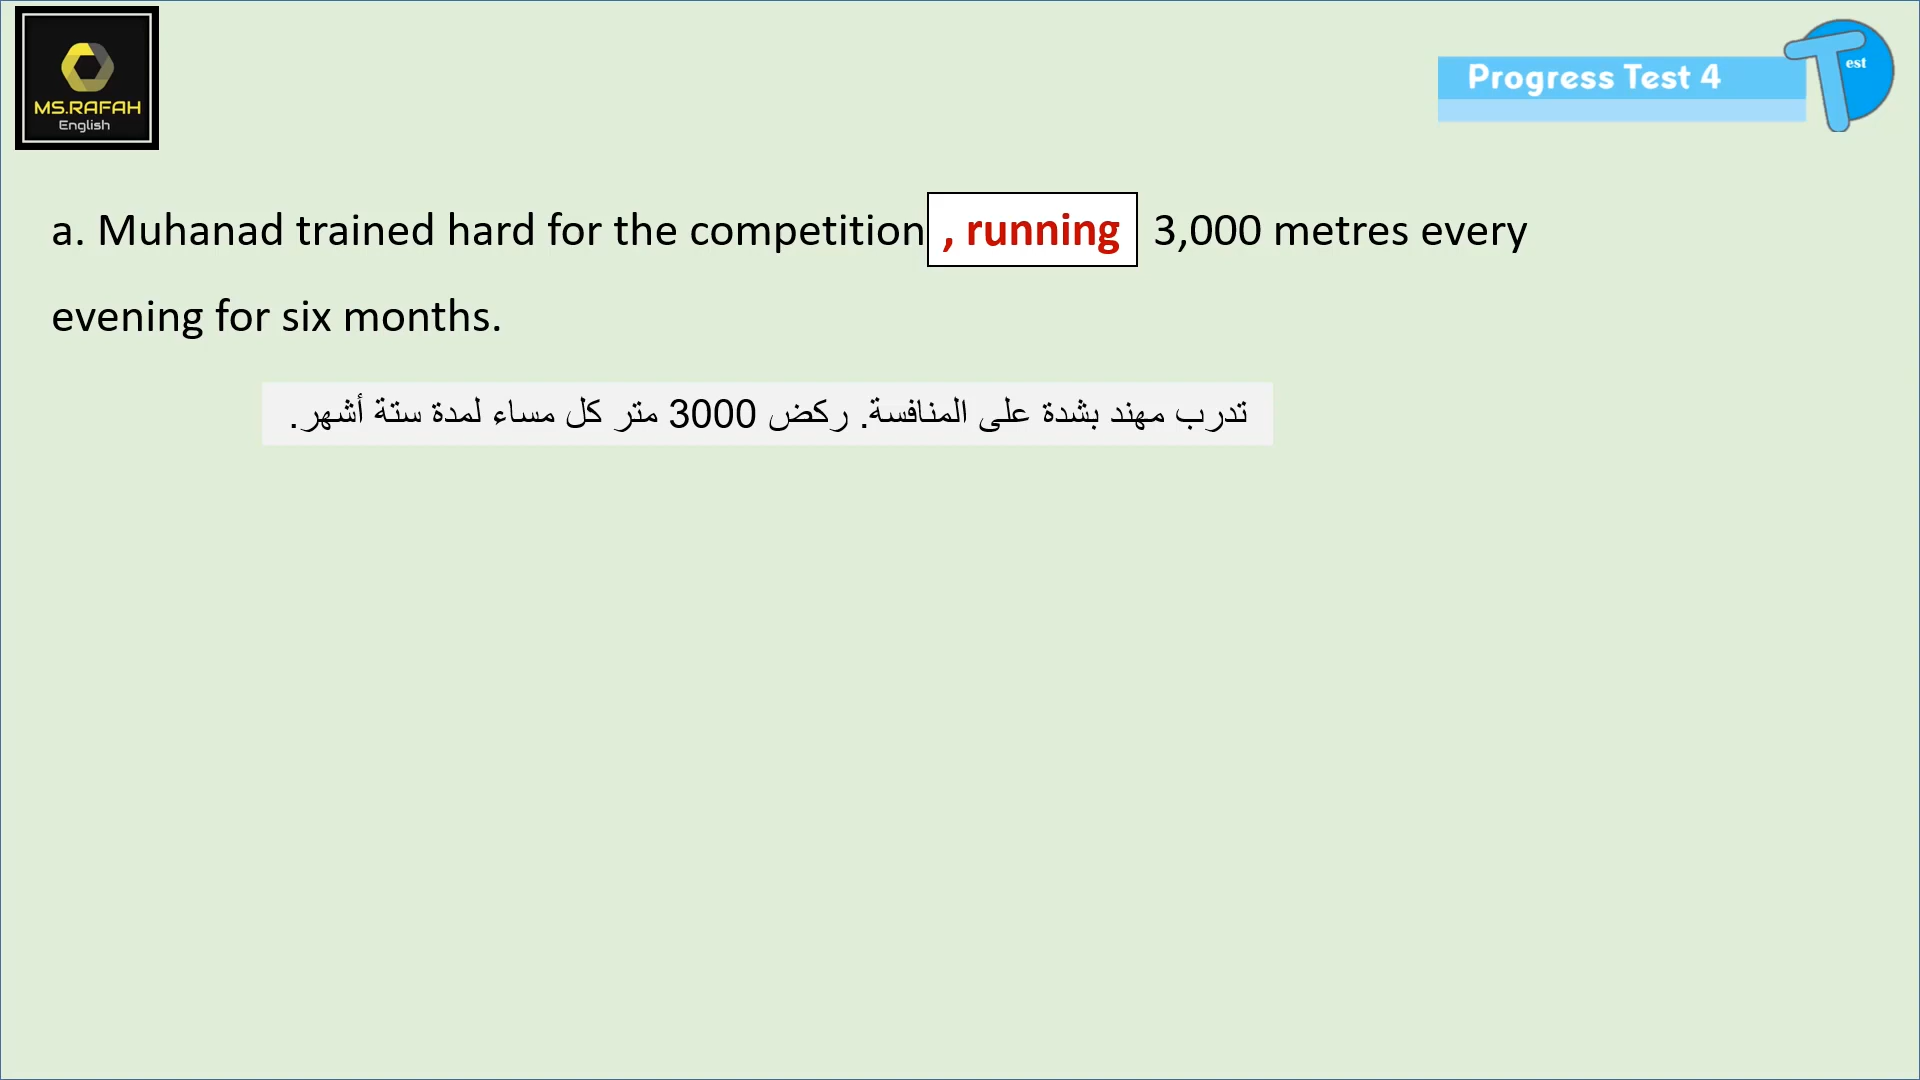 MS.RAFAH
English
Progress Test 4
Test
a. Muhanad trained hard for the competition , running 3,000 metres every
evening for six months.
تدرب مهند بشدة على المنافسة. ركض 3000 متر كل مساء لمدة ستة أشهر.